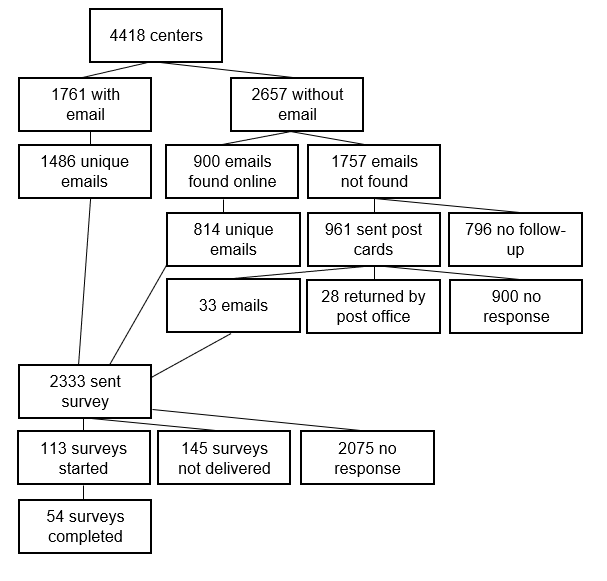 4418 centers
1761 with
email
2657 without
email
1486 unique
emails
900 emails
found online
1757 emails
not found
814 unique
emails
961 sent post
cards
796 no follow-
up
33 emails
28 returned by
post office
900 no
response
2333 sent
survey
113 surveys
started
145 surveys
not delivered
2075 no
response
54 surveys
completed